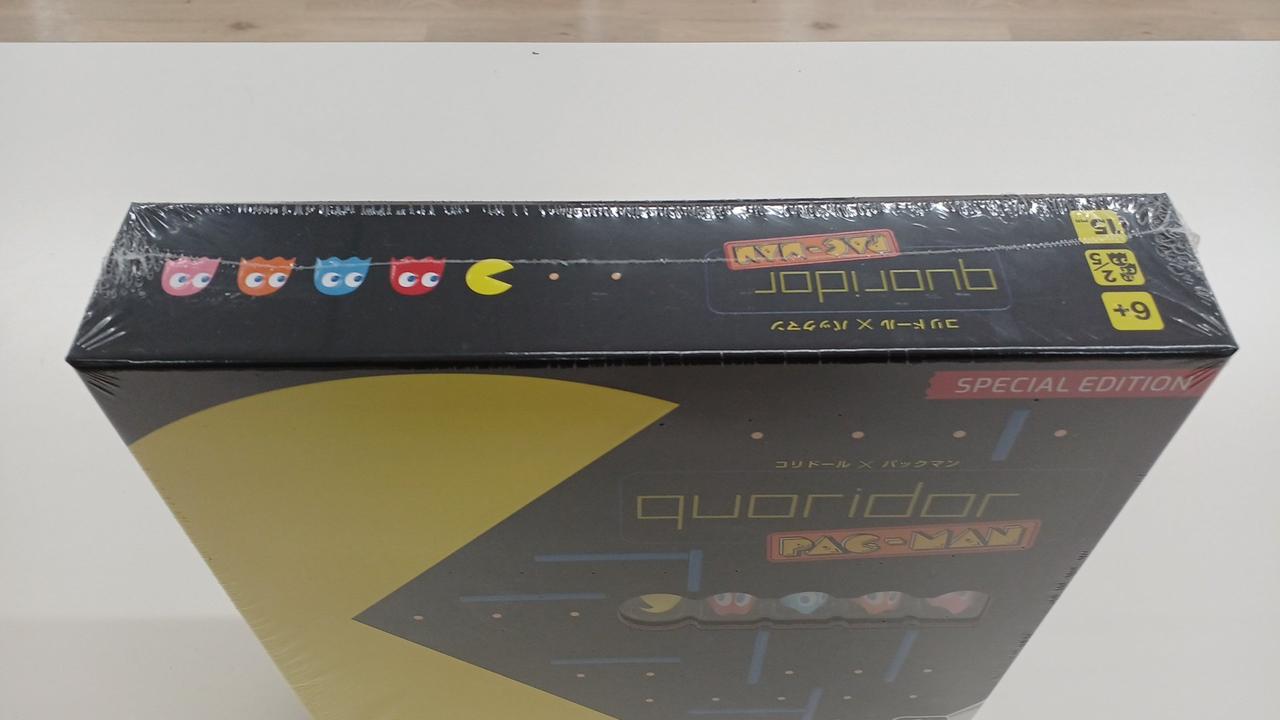 15
2/5
6+
PAC-MAN
quoridor
コリドール × パックマン
SPECIAL EDITION
コリドール × パックマン
quoridor
PAC-MAN